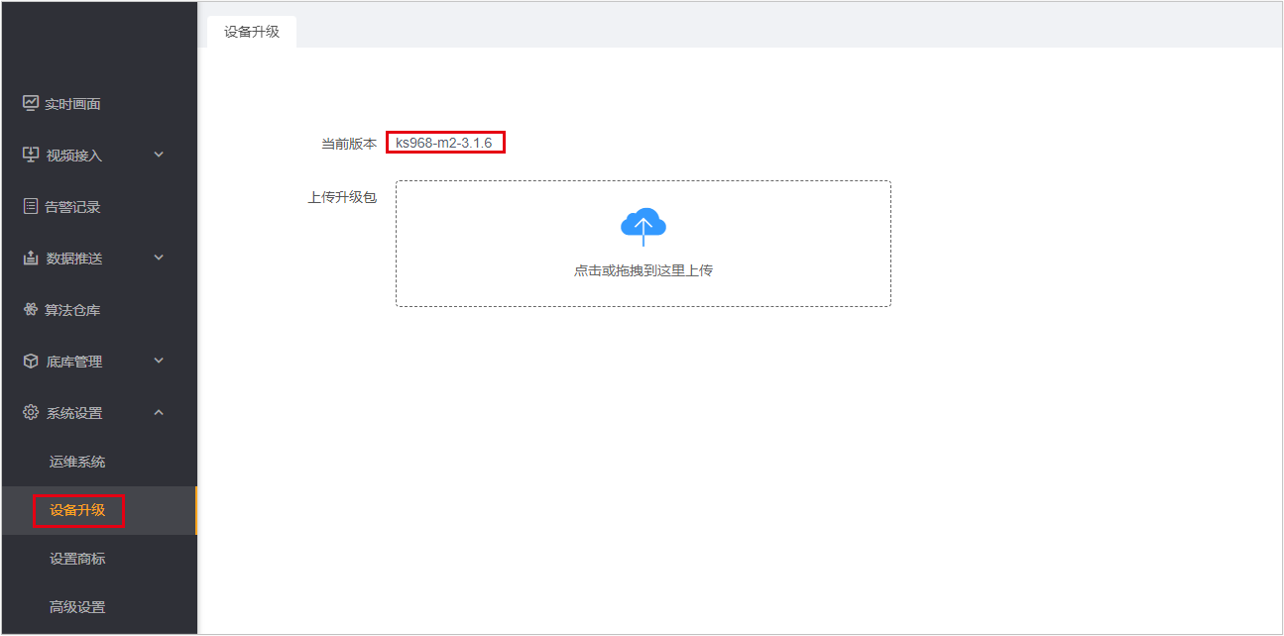 设备升级
实时画面
视频接入
告警记录
数据推送
算法仓库
底库管理
系统设置
运维系统
设备升级
设置商标
高级设置
当前版本 ks968-m2-3.1.6
上传升级包
点击或拖拽到这里上传